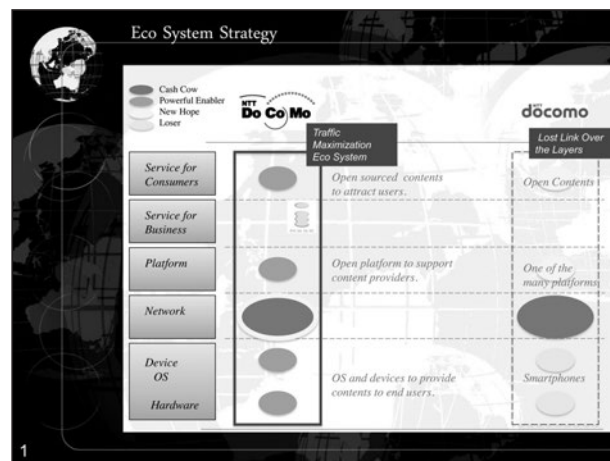 Eco System Strategy
Cash Cow
Powerful Enabler
New Hope
Loser
NTT
DoCoMo
NTT
döcomo
Traffic
Maximization
Eco System
Lost Link Over
the Layers
Service for
Consumers
Open sourced contents
to attract users.
Open Contents
Service for
Business
Platform
Open platform to support
content providers.
One of the
many platforms
Network
Device
OS
Hardware
OS and devices to provide
contents to end users.
Smartphones
1